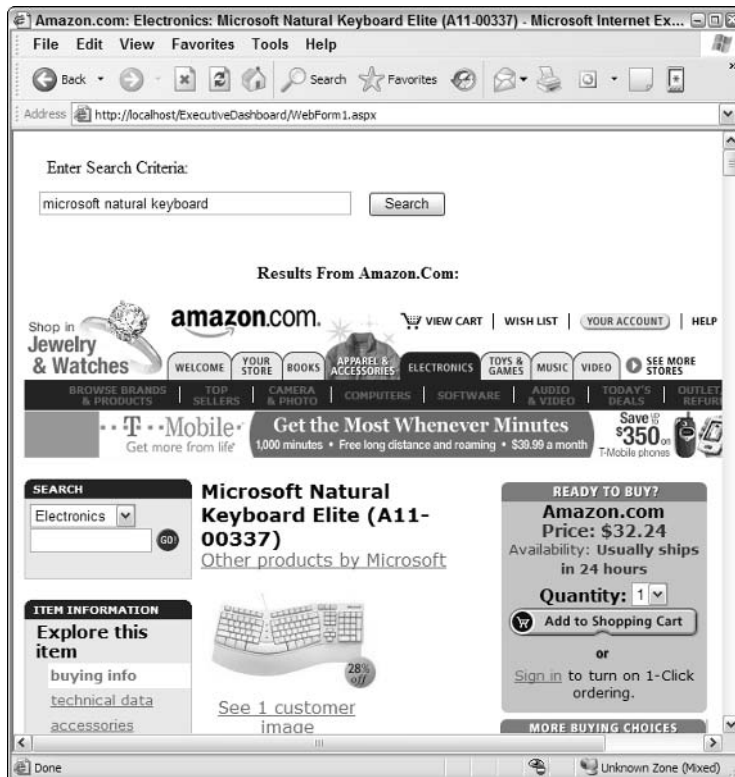 Amazon.com: Electronics: Microsoft Natural Keyboard Elite (A11-00337) - Microsoft Internet Ex...
File Edit View Favorites Tools Help
Back Search Favorites
Address http://localhost/ExecutiveDashboard/WebForm1.aspx
Enter Search Criteria:
microsoft natural keyboard Search
Results From Amazon.Com:
Shop in
Jewelry
& Watches
amazon.com.
VIEW CART | WISH LIST | YOUR ACCOUNT | HELP
WELCOME YOUR STORE BOOKS APPAREL & ACCESSORIES ELECTRONICS TOYS & GAMES MUSIC VIDEO SEE MORE STORES
BROWSE BRANDS & PRODUCTS | TOP SELLERS | CAMERA & PHOTO | COMPUTERS | SOFTWARE | AUDIO & VIDEO | TODAY'S DEALS | OUTLET, REFUR
T Mobile
Get more from life
Get the Most Whenever Minutes
1,000 minutes • Free long distance and roaming • $39.99 a month
Save UP TO
$350 on
T-Mobile phones
SEARCH
Electronics
GO!
Microsoft Natural
Keyboard Elite (A11-
00337)
Other products by Microsoft
28%
off
See 1 customer
image
READY TO BUY?
Amazon.com
Price: $32.24
Availability: Usually ships
in 24 hours
Quantity: 1
Add to Shopping Cart
or
Sign in to turn on 1-Click
ordering.
MORE BUYING CHOICES
ITEM INFORMATION
Explore this
item
buying info
technical data
accessories
Done Unknown Zone (Mixed)